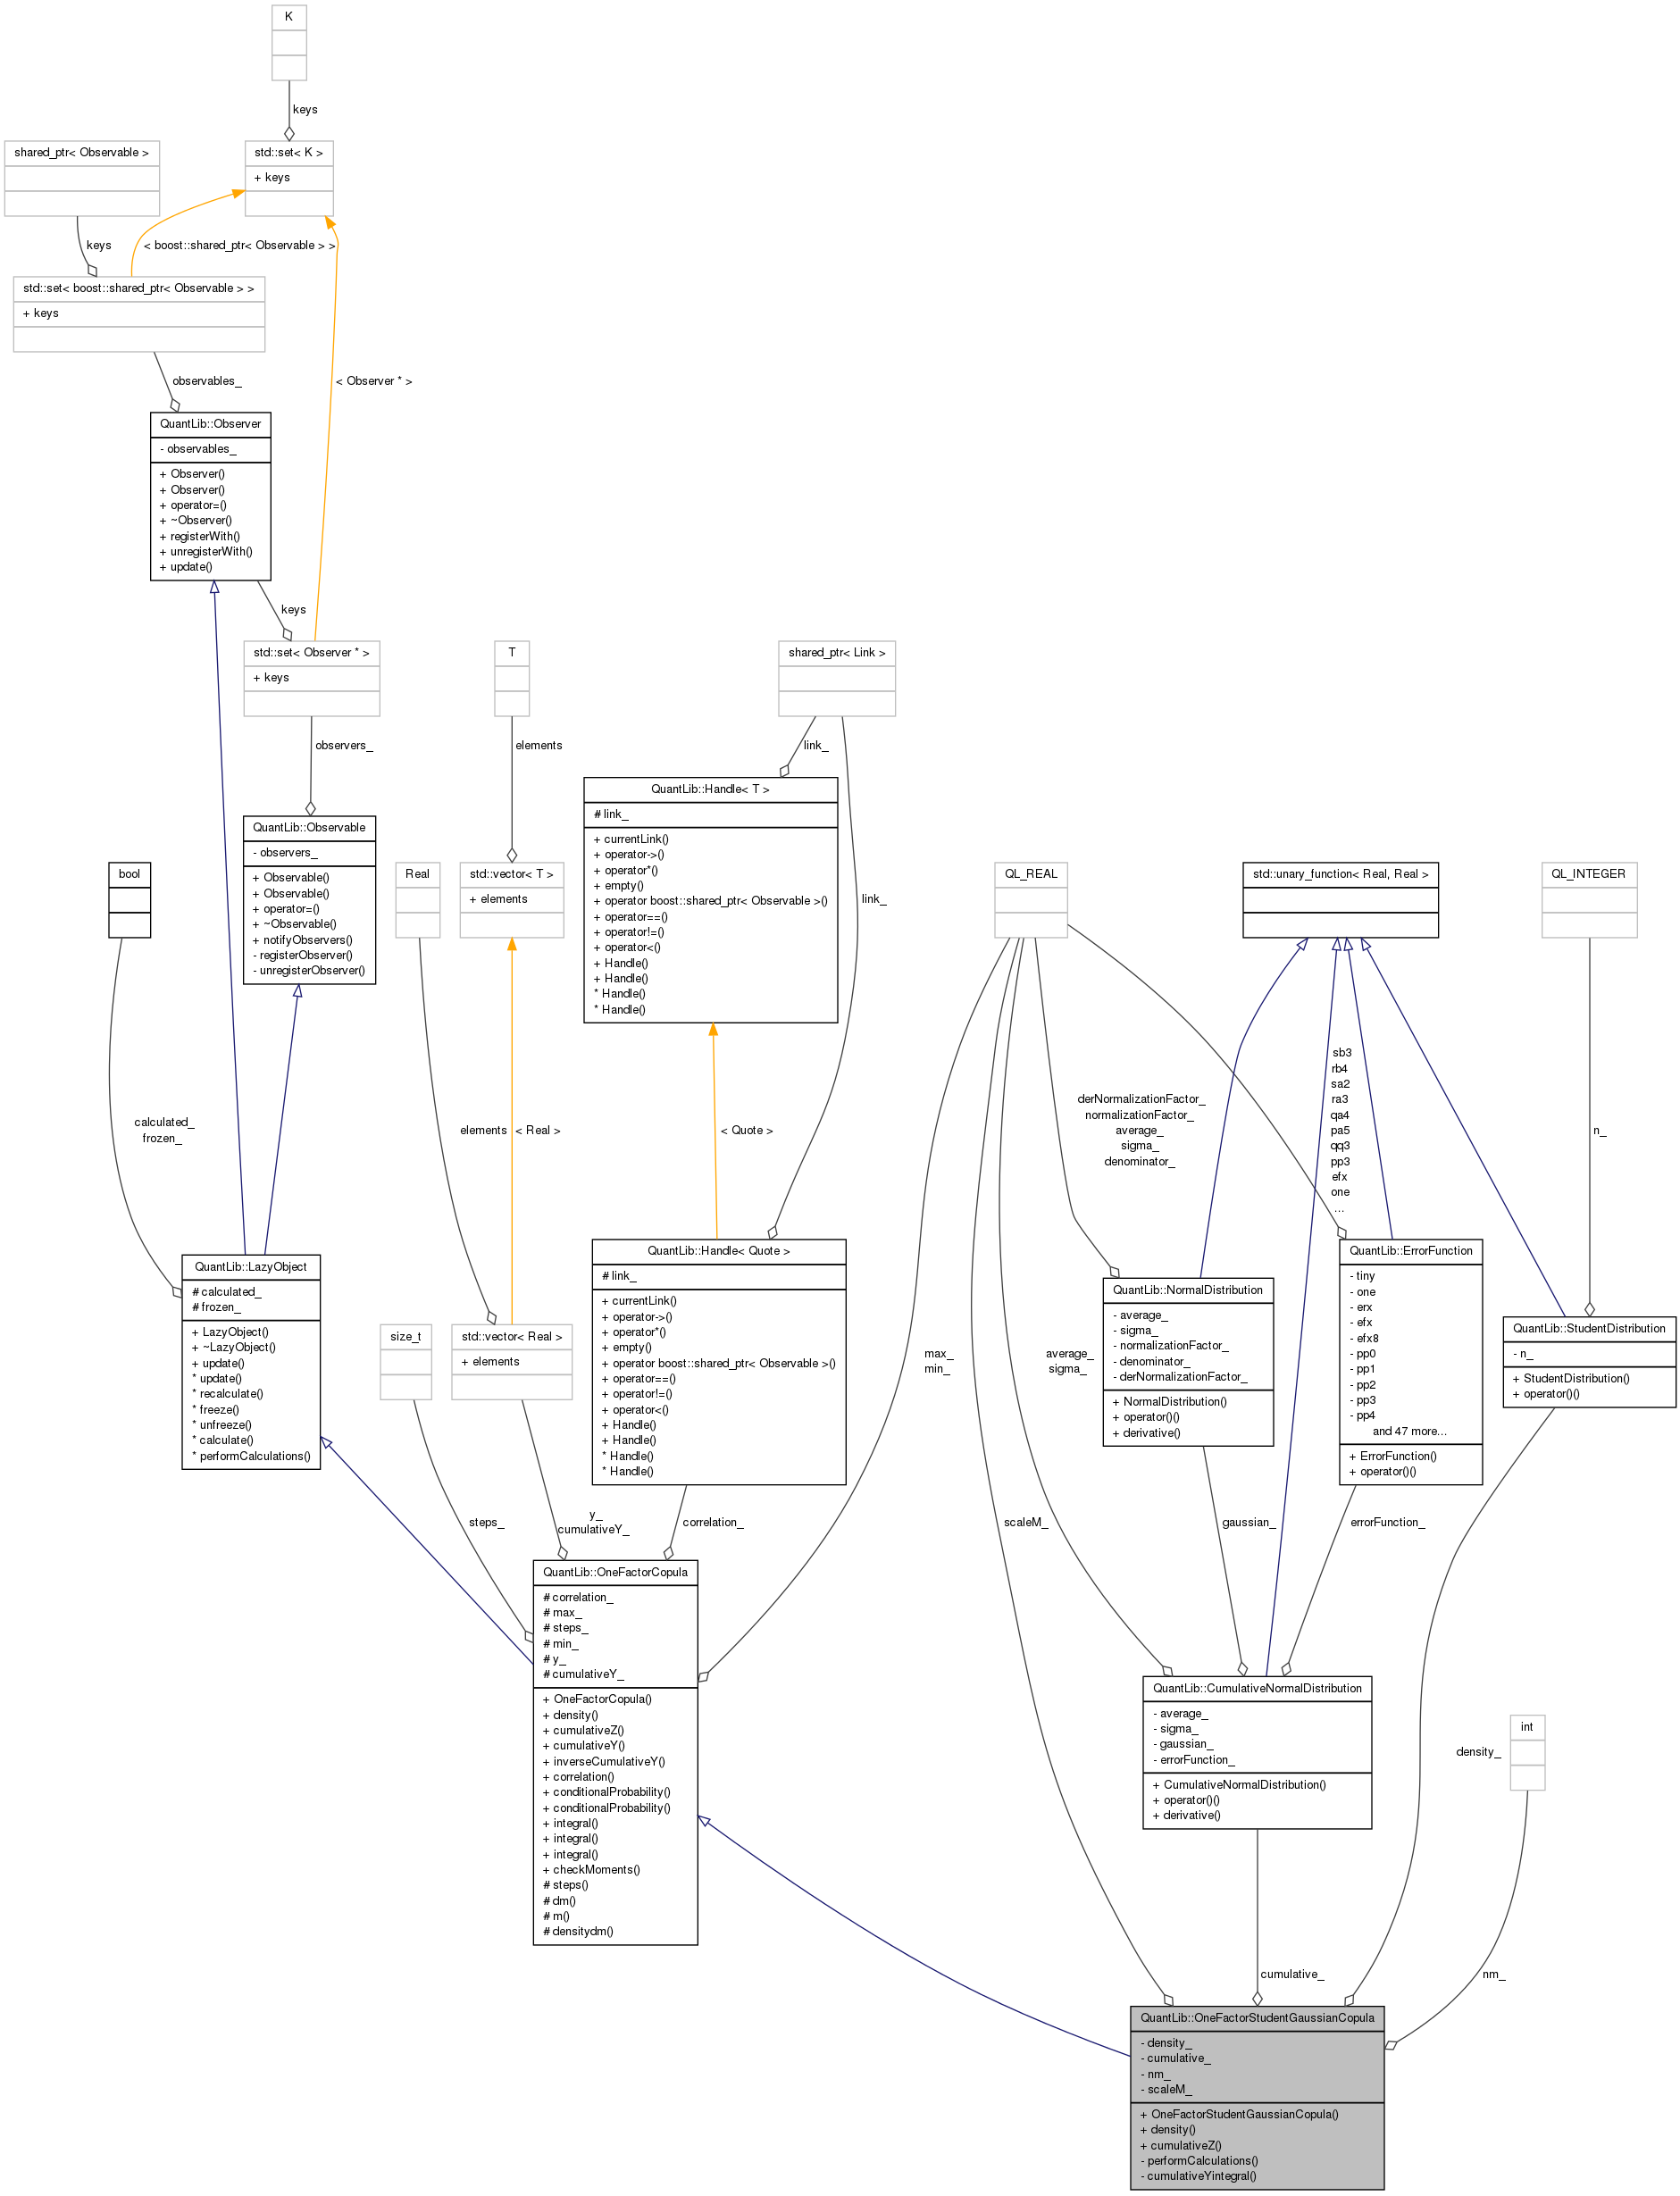 K
keys
shared_ptr< Observable >
std::set< K >
+ keys
keys
< boost::shared_ptr< Observable > >
std::set< boost::shared_ptr< Observable > >
+ keys
observables_
< Observer * >
QuantLib::Observer
- observables_
+ Observer()
+ Observer()
+ operator=()
+ ~Observer()
+ registerWith()
+ unregisterWith()
+ update()
keys
std::set< Observer * >
+ keys
T
shared_ptr< Link >
observers_
elements
link_
QuantLib::Handle< T >
# link_
+ currentLink()
+ operator->()
+ operator*()
+ empty()
+ operator boost::shared_ptr< Observable >()
+ operator==()
+ operator!=()
+ operator<()
+ Handle()
+ Handle()
* Handle()
* Handle()
QuantLib::Observable
- observers_
+ Observable()
+ Observable()
+ operator=()
+ ~Observable()
+ notifyObservers()
- registerObserver()
- unregisterObserver()
bool
Real
std::vector< T >
+ elements
link_
QL_REAL
std::unary_function< Real, Real >
QL_INTEGER
calculated_
frozen_
elements
< Real >
< Quote >
derNormalizationFactor_
normalizationFactor_
average_
sigma_
denominator_
sb3
rb4
sa2
ra3
qa4
pa5
qq3
pp3
efx
one
...
n_
QuantLib::LazyObject
# calculated_
# frozen_
+ LazyObject()
+ ~LazyObject()
+ update()
* update()
* recalculate()
* freeze()
* unfreeze()
* calculate()
* performCalculations()
size_t
std::vector< Real >
+ elements
QuantLib::Handle< Quote >
# link_
+ currentLink()
+ operator->()
+ operator*()
+ empty()
+ operator boost::shared_ptr< Observable >()
+ operator==()
+ operator!=()
+ operator<()
+ Handle()
+ Handle()
* Handle()
* Handle()
max_
min_
average_
sigma_
QuantLib::NormalDistribution
- average_
- sigma_
- normalizationFactor_
- denominator_
- derNormalizationFactor_
+ NormalDistribution()
+ operator()()
+ derivative()
QuantLib::ErrorFunction
- tiny
- one
- erx
- efx
- efx8
- pp0
- pp1
- pp2
- pp3
- pp4
and 47 more...
+ ErrorFunction()
+ operator()()
QuantLib::StudentDistribution
- n_
+ StudentDistribution()
+ operator()()
steps_
y_
cumulativeY_
correlation_
scaleM_
gaussian_
errorFunction_
QuantLib::OneFactorCopula
# correlation_
# max_
# steps_
# min_
# y_
# cumulativeY_
+ OneFactorCopula()
+ density()
+ cumulativeZ()
+ cumulativeY()
+ inverseCumulativeY()
+ correlation()
+ conditionalProbability()
+ conditionalProbability()
+ integral()
+ integral()
+ integral()
+ checkMoments()
# steps()
# dm()
# m()
# densitydm()
QuantLib::CumulativeNormalDistribution
- average_
- sigma_
- gaussian_
- errorFunction_
+ CumulativeNormalDistribution()
+ operator()()
+ derivative()
density_
int
cumulative_
nm_
QuantLib::OneFactorStudentGaussianCopula
- density_
- cumulative_
- nm_
- scaleM_
+ OneFactorStudentGaussianCopula()
+ density()
+ cumulativeZ()
- performCalculations()
- cumulativeYintegral()